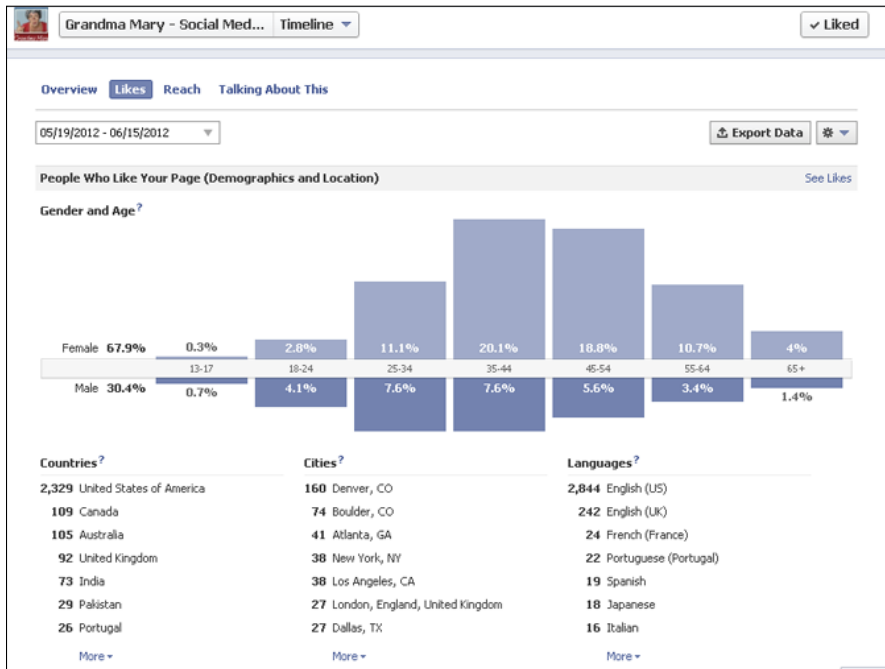 Grandma Mary - Social Med... Timeline ✓ Liked
Overview Likes Reach Talking About This
05/19/2012 - 06/15/2012 Export Data
People Who Like Your Page (Demographics and Location) See Likes
Gender and Age?
Female 67.9% 0.3% 2.8% 11.1% 20.1% 18.8% 10.7% 4%
13-17 18-24 25-34 35-44 45-54 55-64 65+
Male 30.4% 0.7% 4.1% 7.6% 7.6% 5.6% 3.4% 1.4%
Countries? Cities? Languages?
2,329 United States of America 160 Denver, CO 2,844 English (US)
109 Canada 74 Boulder, CO 242 English (UK)
105 Australia 41 Atlanta, GA 24 French (France)
92 United Kingdom 38 New York, NY 22 Portuguese (Portugal)
73 India 38 Los Angeles, CA 19 Spanish
29 Pakistan 27 London, England, United Kingdom 18 Japanese
26 Portugal 27 Dallas, TX 16 Italian
More More More